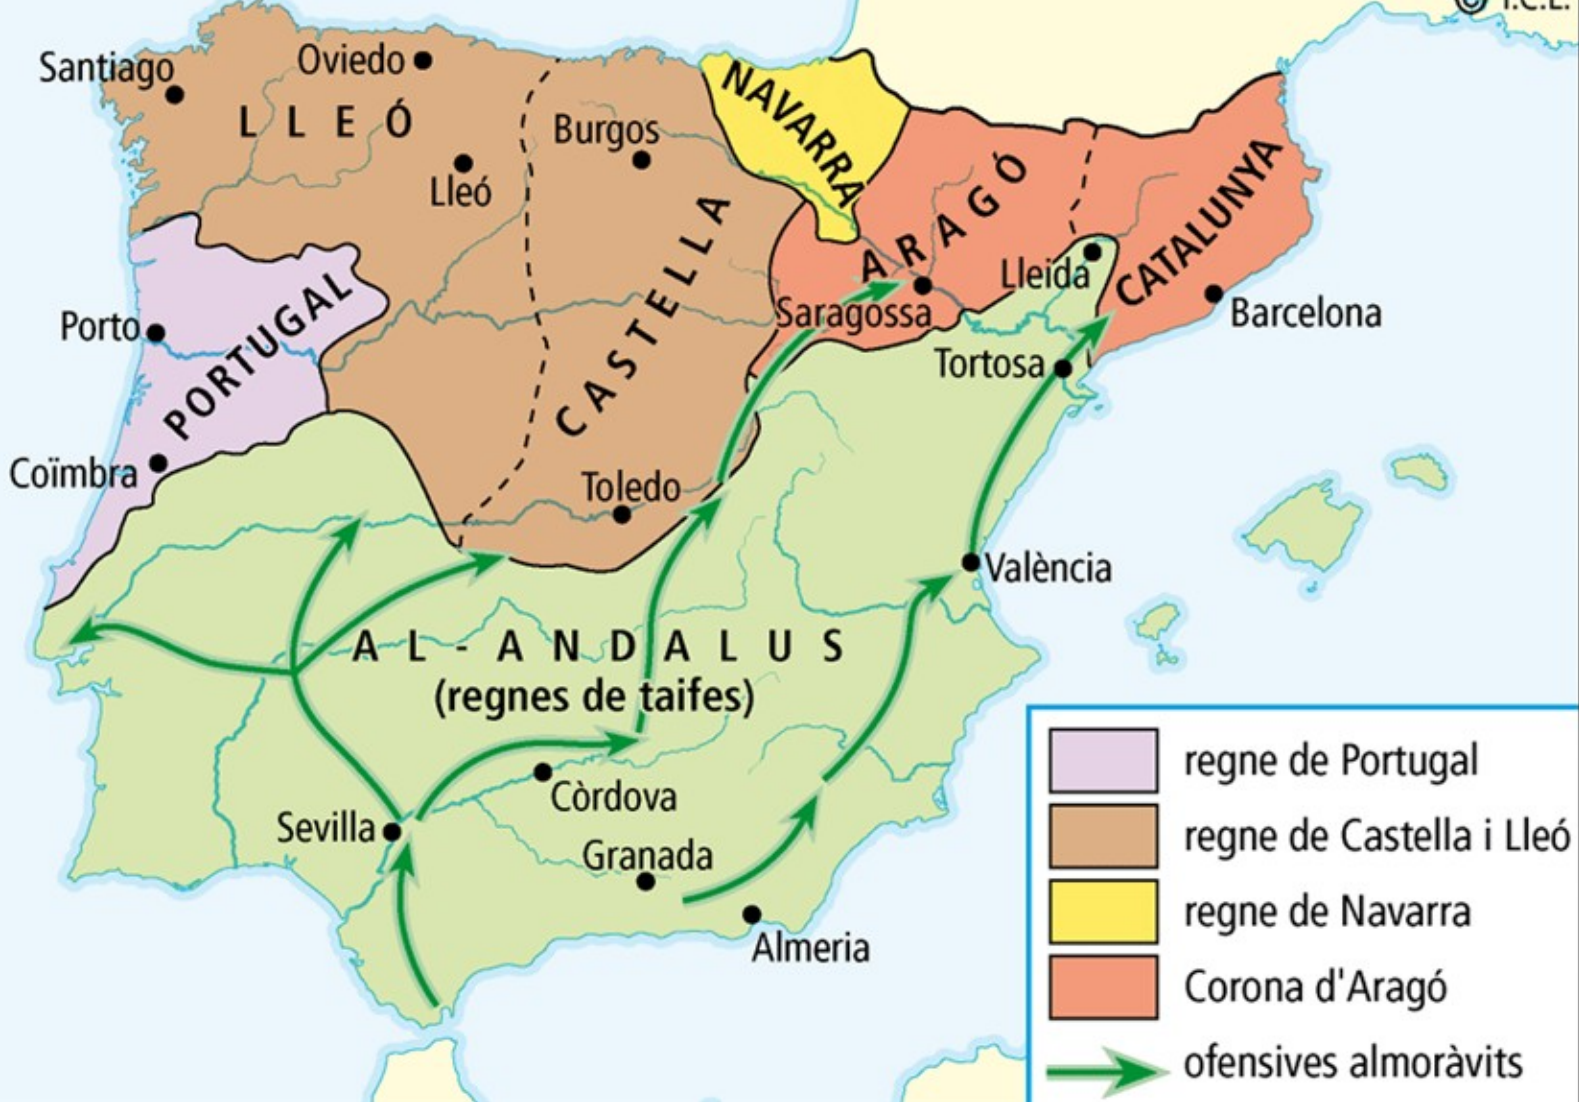 © I.C.E.
Santiago
Oviedo
LLEÓ
Lleó
Burgos
NAVARRA
ARAGÓ
CATALUNYA
Lleida
Saragossa
Barcelona
Tortosa
CASTELLA
PORTUGAL
Porto
Coïmbra
Toledo
València
AL-ANDALUS
(regnes de taifes)
Còrdova
Sevilla
Granada
Almeria
regne de Portugal
regne de Castella i Lleó
regne de Navarra
Corona d'Aragó
ofensives almoràvits